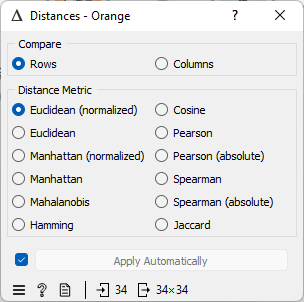 Distances - Orange
Compare
Rows Columns
Distance Metric
Euclidean (normalized) Cosine
Euclidean Pearson
Manhattan (normalized) Pearson (absolute)
Manhattan Spearman
Mahalanobis Spearman (absolute)
Hamming Jaccard
Apply Automatically
34 34×34